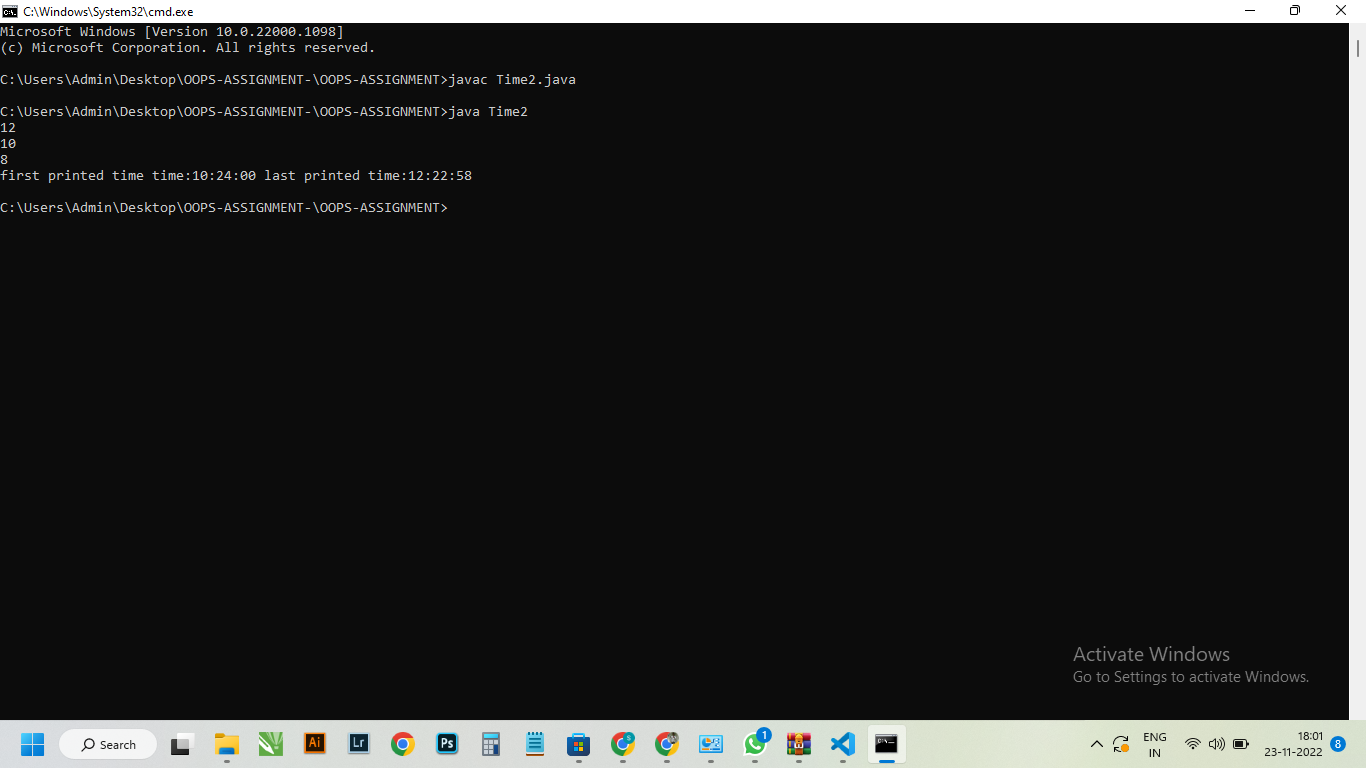 C:\Windows\System32\cmd.exe
Microsoft Windows [Version 10.0.22000.1098]
(c) Microsoft Corporation. All rights reserved.
C:\Users\Admin\Desktop\OOPS-ASSIGNMENT-\OOPS-ASSIGNMENT>javac Time2.java
C:\Users\Admin\Desktop\OOPS-ASSIGNMENT-\OOPS-ASSIGNMENT>java Time2
12
10
8
first printed time time:10:24:00 last printed time:12:22:58
C:\Users\Admin\Desktop\OOPS-ASSIGNMENT-\OOPS-ASSIGNMENT>
Activate Windows
Go to Settings to activate Windows.
Search
Ai
Lr
Ps
1
ENG
IN
18:01
23-11-2022
8